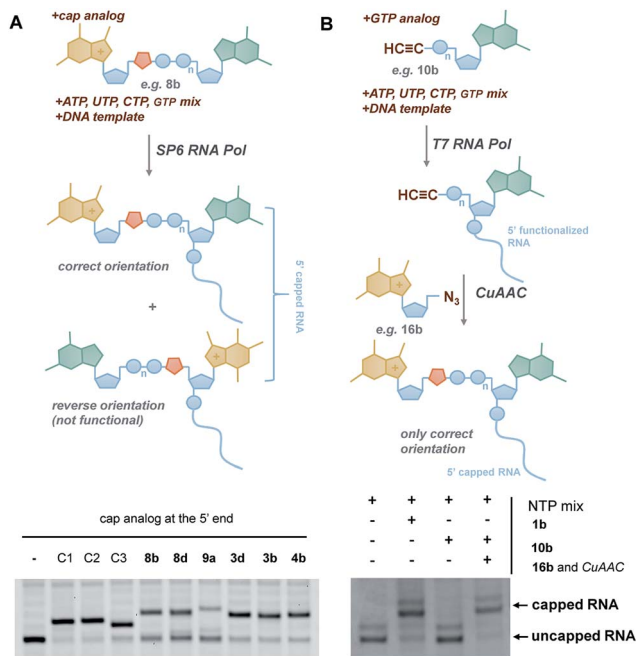 A
+cap analog
n
e.g. 8b
+ATP, UTP, CTP, GTP mix
+DNA template
SP6 RNA Pol
+
n
correct orientation
+
n
+
reverse orientation
(not functional)
5' capped RNA
cap analog at the 5' end
- C1 C2 C3 8b 8d 9a 3d 3b 4b
B
+GTP analog
HC≡C
n
e.g. 10b
+ATP, UTP, CTP, GTP mix
+DNA template
T7 RNA Pol
HC≡C
n
5' functionalized
RNA
+
N3
CuAAC
e.g. 16b
+
n
only correct
orientation
5' capped RNA
+ + + + NTP mix
- + - - 1b
- - + + 10b
- - - + 16b and CuAAC
capped RNA
uncapped RNA